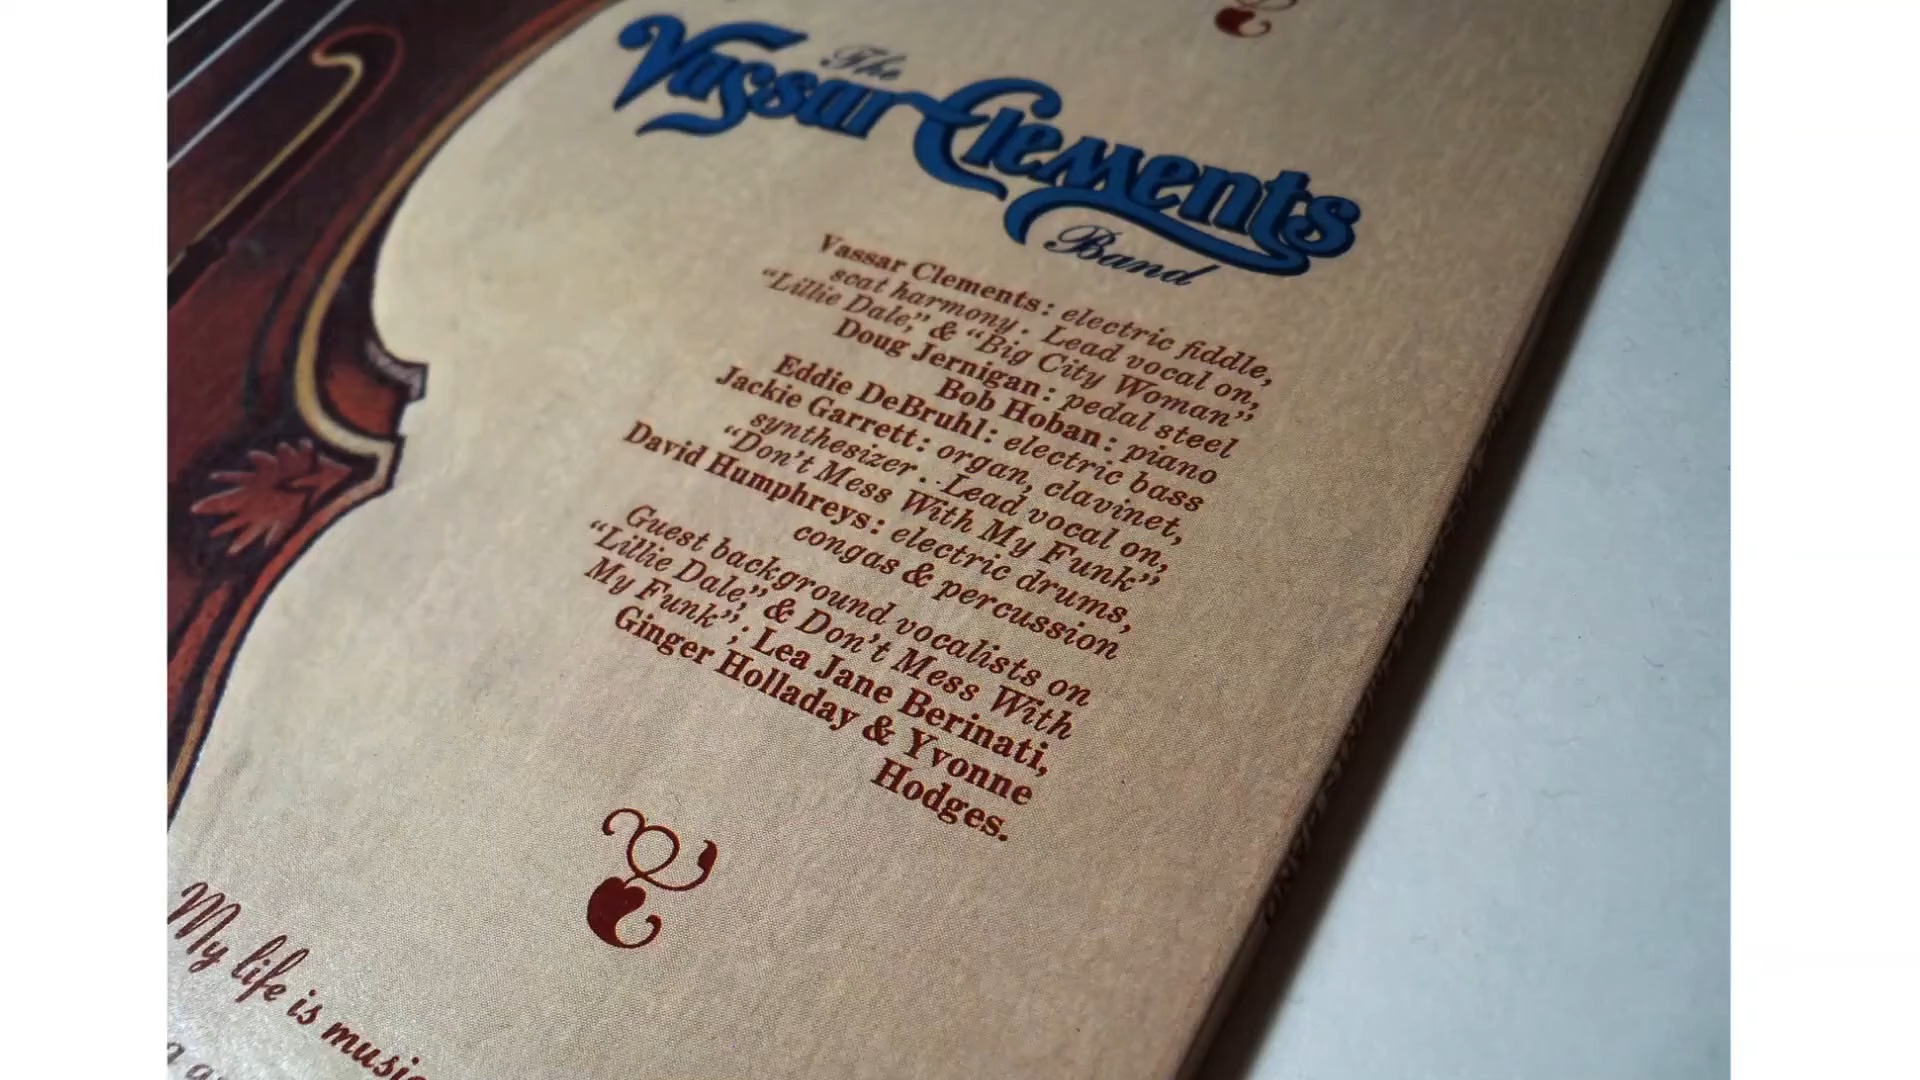 The
Vassar Clements
Band
Vassar Clements: electric fiddle,
scat harmony. Lead vocal on,
“Lillie Dale,” & “Big City Woman”
Doug Jernigan: pedal steel
Bob Hoban: piano
Eddie DeBruhl: electric bass
Jackie Garrett: organ, clavinet,
synthesizer. Lead vocal on,
“Don’t Mess With My Funk”
David Humphreys: electric drums,
congas & percussion
Guest background vocalists on
“Lillie Dale,” & Don’t Mess With
My Funk”; Lea Jane Berinati,
Ginger Holladay & Yvonne
Hodges.
My life is music